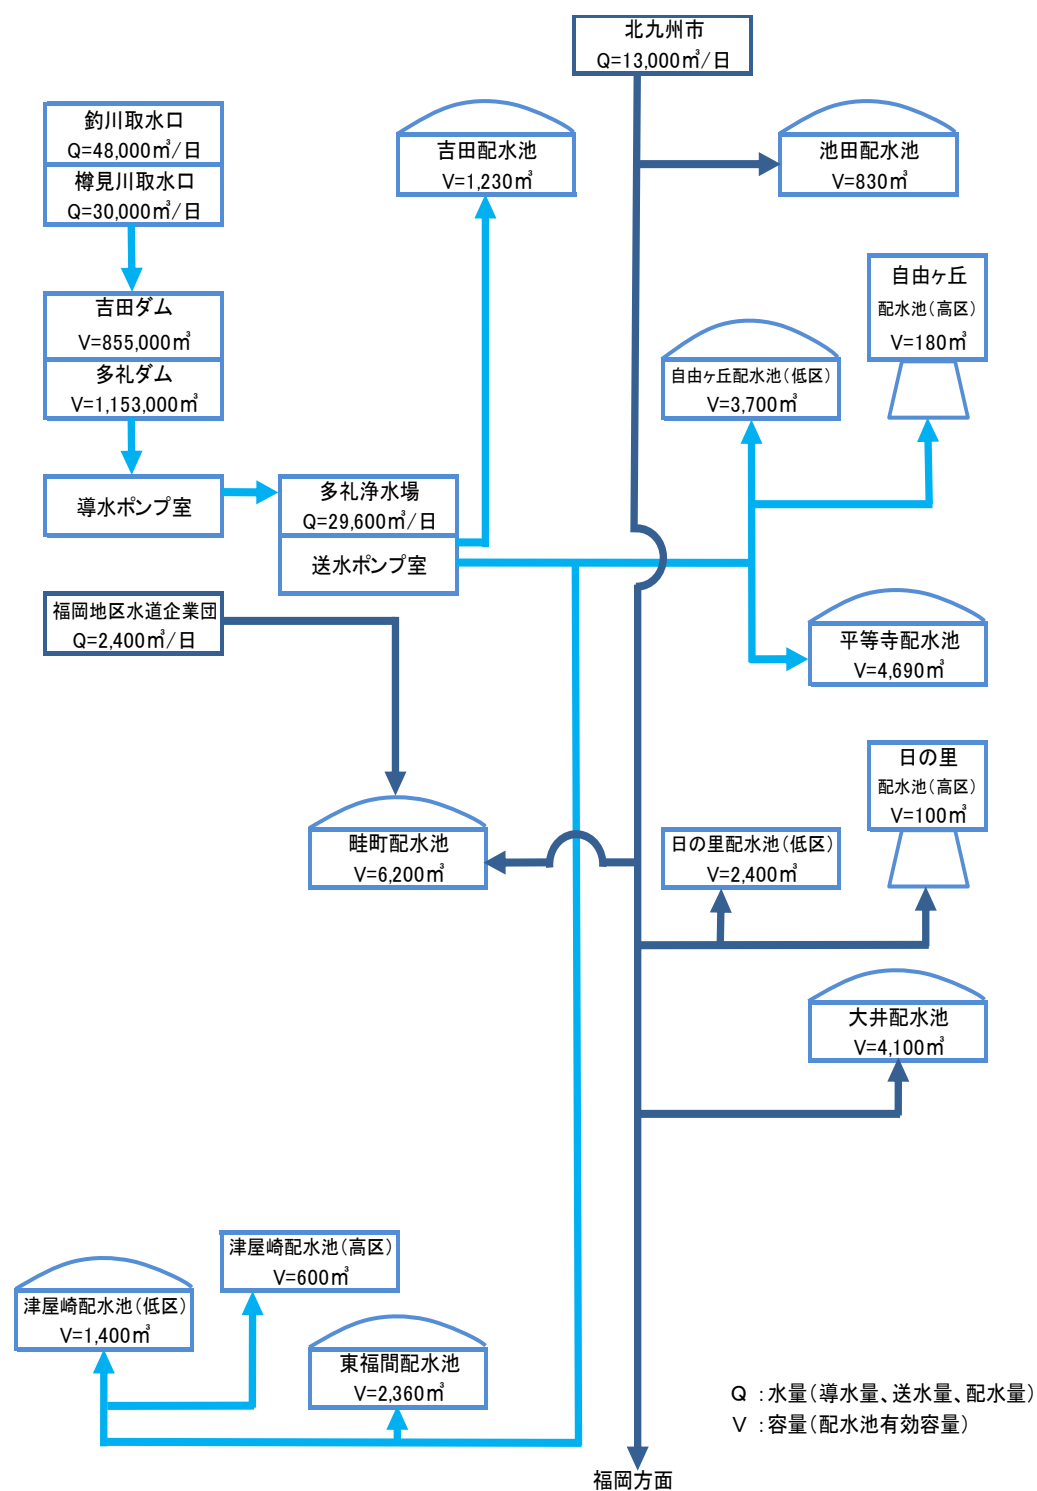 北九州市
Q=13,000㎥/日
釣川取水口
Q=48,000㎥/日
樽見川取水口
Q=30,000㎥/日
吉田配水池
V=1,230㎥
池田配水池
V=830㎥
吉田ダム
V=855,000㎥
多礼ダム
V=1,153,000㎥
自由ヶ丘
配水池（高区）
V=180㎥
自由ヶ丘配水池（低区）
V=3,700㎥
導水ポンプ室
多礼浄水場
Q=29,600㎥/日
送水ポンプ室
福岡地区水道企業団
Q=2,400㎥/日
平等寺配水池
V=4,690㎥
日の里
配水池（高区）
V=100㎥
畦町配水池
V=6,200㎥
日の里配水池（低区）
V=2,400㎥
大井配水池
V=4,100㎥
津屋崎配水池（高区）
V=600㎥
津屋崎配水池（低区）
V=1,400㎥
東福間配水池
V=2,360㎥
Q ：水量（導水量、送水量、配水量）
V ：容量（配水池有効容量）
福岡方面